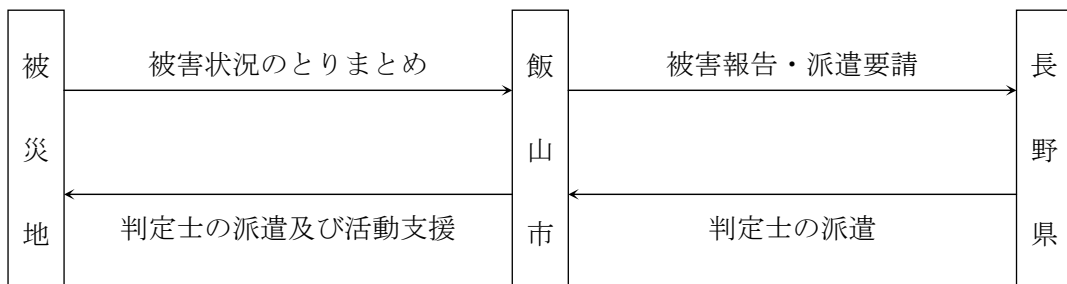 被災地
被害状況のとりまとめ
判定士の派遣及び活動支援
飯山市
被害報告・派遣要請
判定士の派遣
長野県